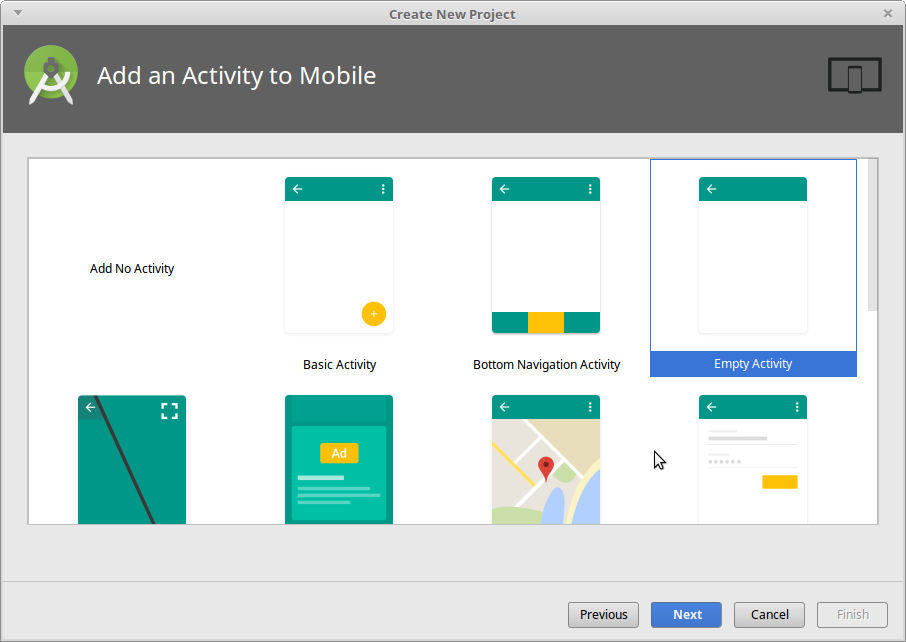 Create New Project
Add an Activity to Mobile
Add No Activity
Basic Activity
Bottom Navigation Activity
Empty Activity
Ad
Previous
Next
Cancel
Finish